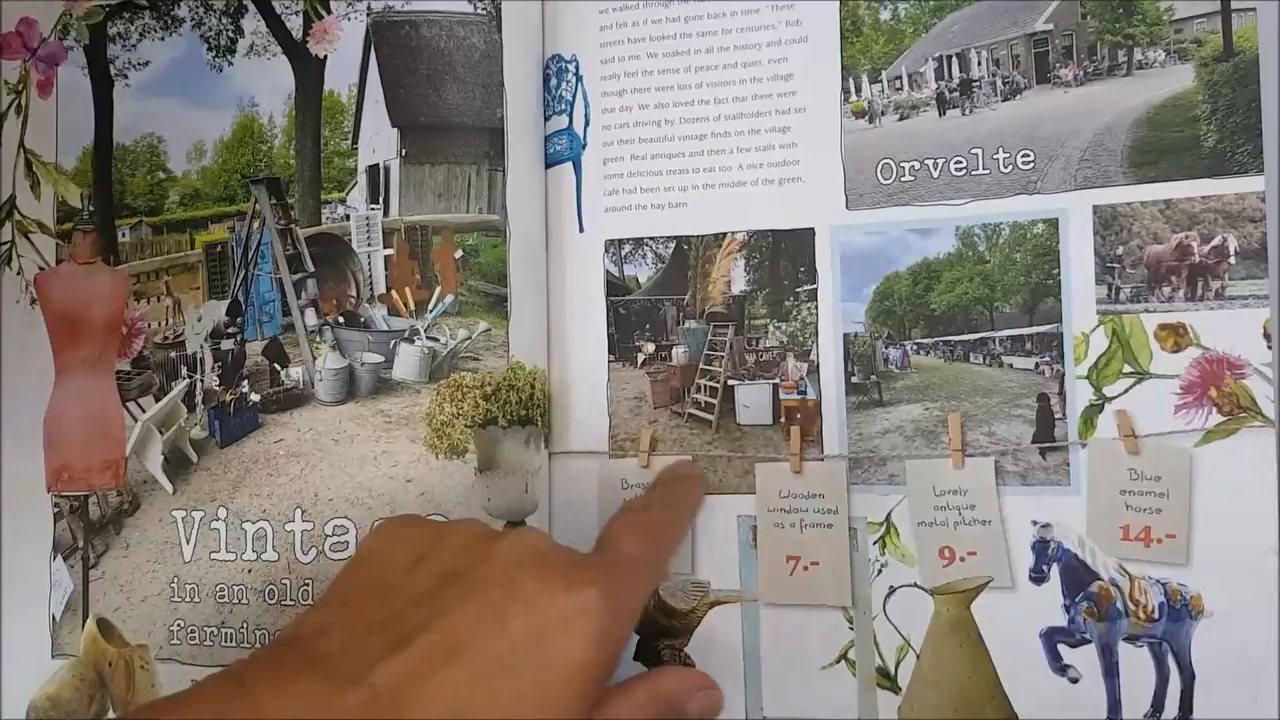 Vinta
in an old
farming
we walked through the
and felt as if we had gone back in time. "These
streets have looked the same for centuries," Rob
said to me. We soaked in all the history and could
really feel the sense of peace and quiet, even
though there were lots of visitors in the village
that day. We also loved the fact that there were
no cars driving by. Dozens of stallholders had set
out their beautiful vintage finds on the village
green. Real antiques and then a few stalls with
some delicious treats to eat too. A nice outdoor
café had been set up in the middle of the green,
around the hay barn.
Orvelte
MAN CAVE
Brass
Wooden
window used
as a frame
7.-
Lovely
antique
metal pitcher
9.-
Blue
enamel
horse
14.-